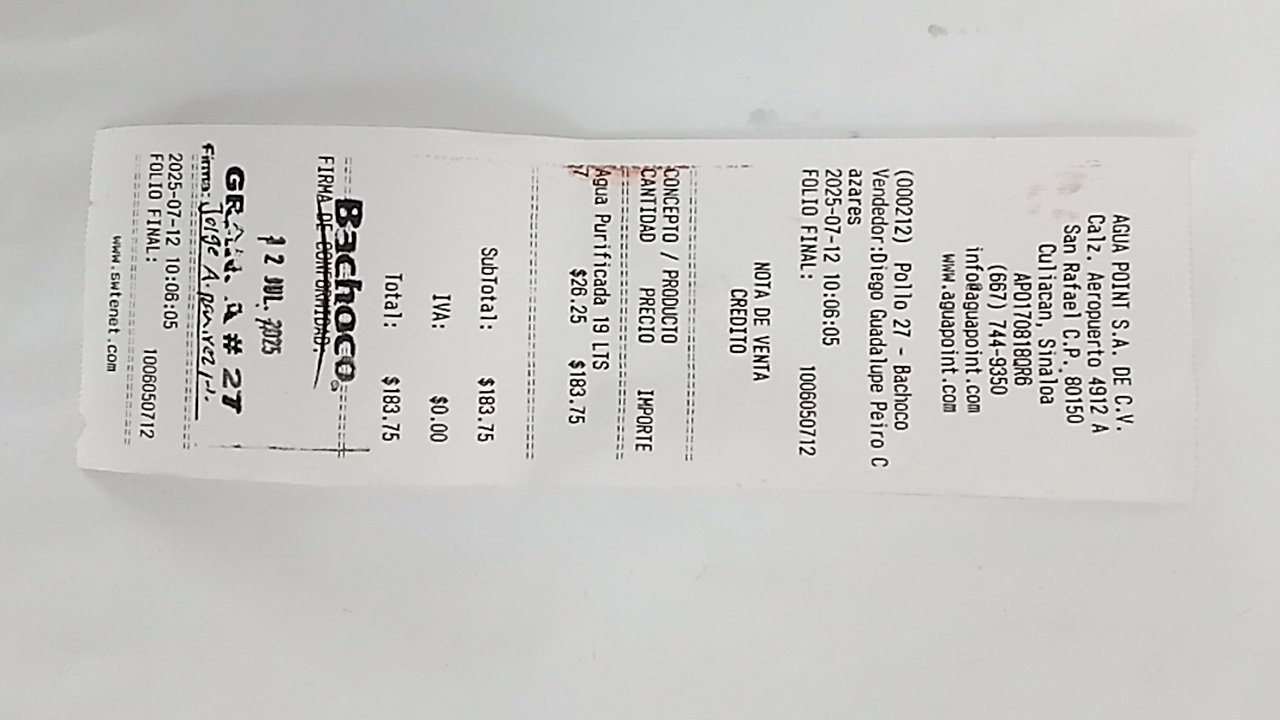 AGUA POINT S.A. DE C.V.
Calz. Aeropuerto 4912 A
San Rafael C.P. 80150
Culiacan, Sinaloa
APO170818QR6
(667) 744-9350
info@aguapoint.com
www.aguapoint.com
(000212) Pollo 27 - Bachoco
Vendedor:Diego Guadalupe Peiro C
azares
2025-07-12 10:06:05
FOLIO FINAL: 1006050712
NOTA DE VENTA
CREDITO
CONCEPTO / PRODUCTO
CANTIDAD PRECIO IMPORTE
Agua Purificada 19 LTS
7 $26.25 $183.75
SubTotal: $183.75
IVA: $0.00
Total: $183.75
Bachoco
FIRMA DE CONFORMIDAD
12 JUL. 2025
# 27
Firma: Jorge A.
2025-07-12 10:06:05
FOLIO FINAL: 1006050712
www.swtenet.com